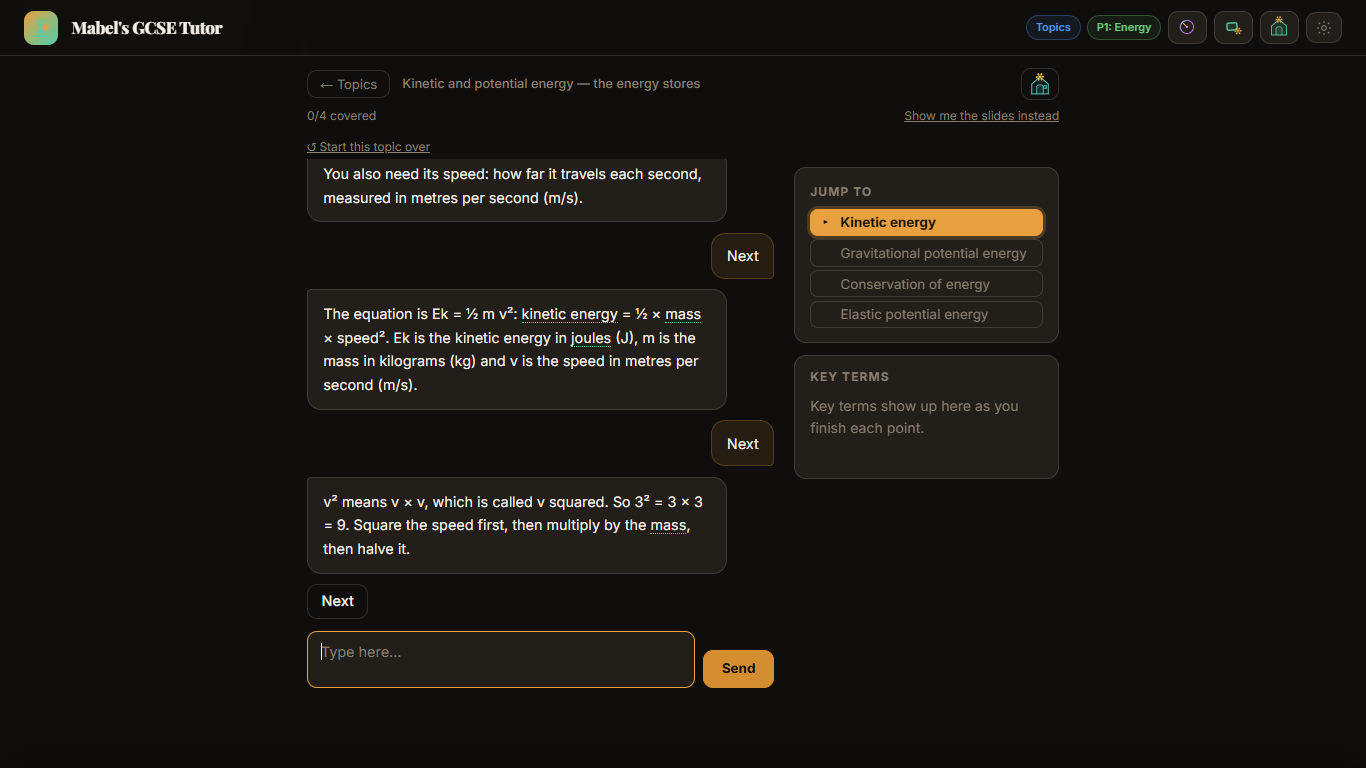 Mabel's GCSE Tutor
Topics
P1: Energy
← Topics
Kinetic and potential energy — the energy stores
0/4 covered
Show me the slides instead
↺ Start this topic over
You also need its speed: how far it travels each second,
measured in metres per second (m/s).
Next
The equation is Ek = ½ m v²: kinetic energy = ½ × mass
× speed². Ek is the kinetic energy in joules (J), m is the
mass in kilograms (kg) and v is the speed in metres per
second (m/s).
Next
v² means v × v, which is called v squared. So 3² = 3 × 3
= 9. Square the speed first, then multiply by the mass,
then halve it.
Next
Type here...
Send
JUMP TO
‣ Kinetic energy
Gravitational potential energy
Conservation of energy
Elastic potential energy
KEY TERMS
Key terms show up here as you
finish each point.